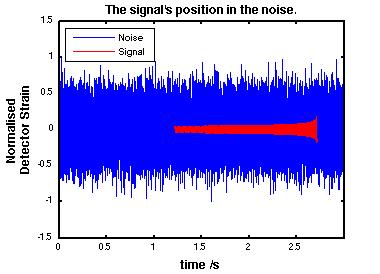 The signal's position in the noise.
1.5
Noise
Signal
1
0.5
0
-0.5
-1
-1.5
Normalised
Detector Strain
0 0.5 1 1.5 2 2.5
time /s